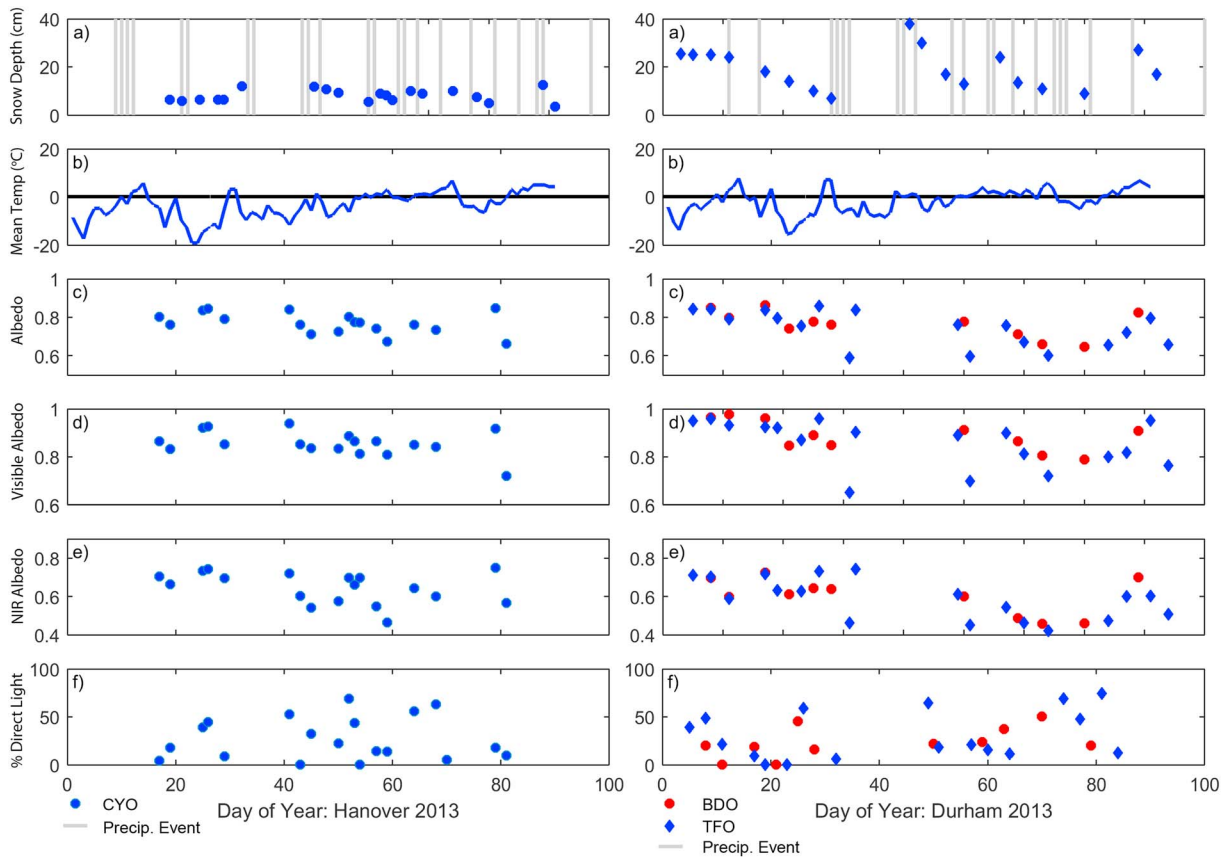 a)
Snow Depth (cm)
40
20
0
b)
Mean Temp (°C)
20
0
-20
c)
Albedo
1
0.8
0.6
d)
Visible Albedo
1
0.8
0.6
e)
NIR Albedo
0.8
0.6
0.4
f)
% Direct Light
100
50
0
0 20 40 60 80 100
Day of Year: Hanover 2013
CYO
Precip. Event
a)
40
20
0
b)
20
0
-20
c)
1
0.8
0.6
d)
1
0.8
0.6
e)
0.8
0.6
0.4
f)
100
50
0
0 20 40 60 80 100
Day of Year: Durham 2013
BDO
TFO
Precip. Event